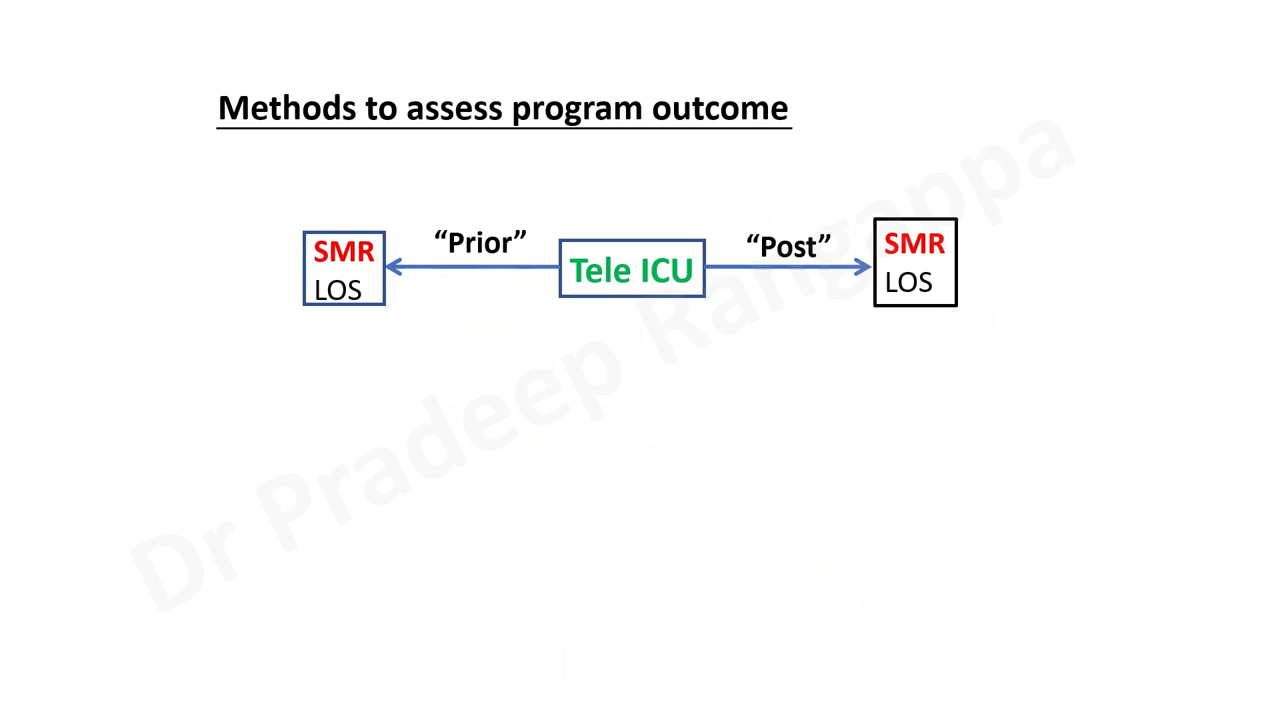 Methods to assess program outcome
“Prior”
“Post”
SMR
LOS
Tele ICU
SMR
LOS
Dr Pradeep Rangappa